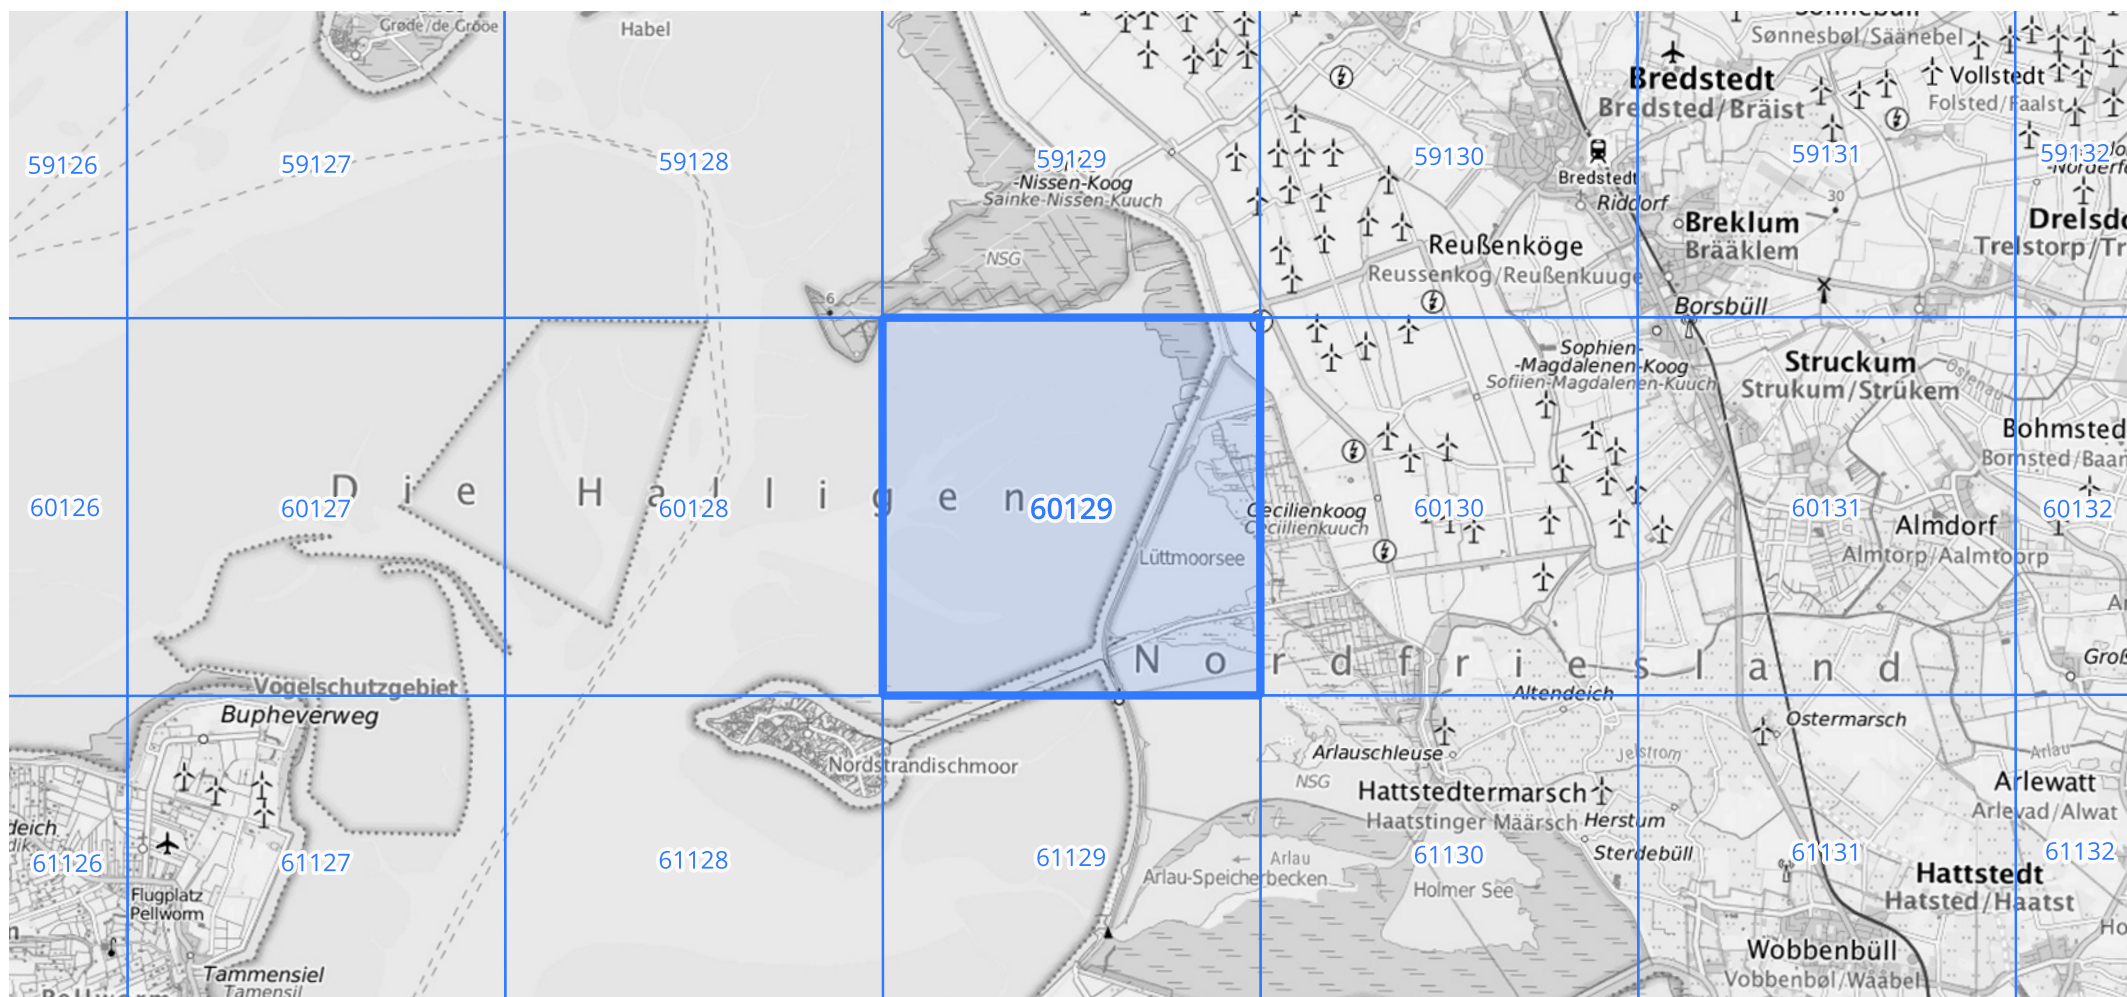 Grøde/de Grööe
Habel
Sønnesbøl/Säänebel
Bredstedt
Bredsted/Bräist
Vollstedt
Folsted/Faalst
59126
59127
59128
59129
59130
59131
59132
-Nissen-Koog
Sainke-Nissen-Kuuch
Bredstedt
Riddorf
30
Breklum
Brääklem
Reußenköge
Reussenkog/Reußenkuuge
NSG
6
Borsbüll
Sophien-
-Magdalenen-Koog
Sofiien-Magdalenen-Kuuch
Struckum
Strukum/Strükem
Ostenau
Die Halligen
60126
60127
60128
60129
60130
60131
60132
Cecilienkoog
Ceciilienkuuch
Lüttmoorsee
Almdorf
Almtorp/Aalmtoorp
Nordfriesland
Vogelschutzgebiet
Bupheverweg
Altendeich
Ostermarsch
Arlauschleuse
Jelstrom
Arlau
Nordstrandischmoor
NSG
Hattstedtermarsch
Haatstinger Määrsch
Herstum
Sterdebüll
Arlewatt
Arlevad/Alwat
61126
61127
61128
61129
61130
61131
61132
Arlau
Arlau-Speicherbecken
Holmer See
Hattstedt
Hatsted/Haatst
Flugplatz
Pellworm
Wobbenbüll
Vobbenbøl/Waabel
Tammensiel
Tamensil